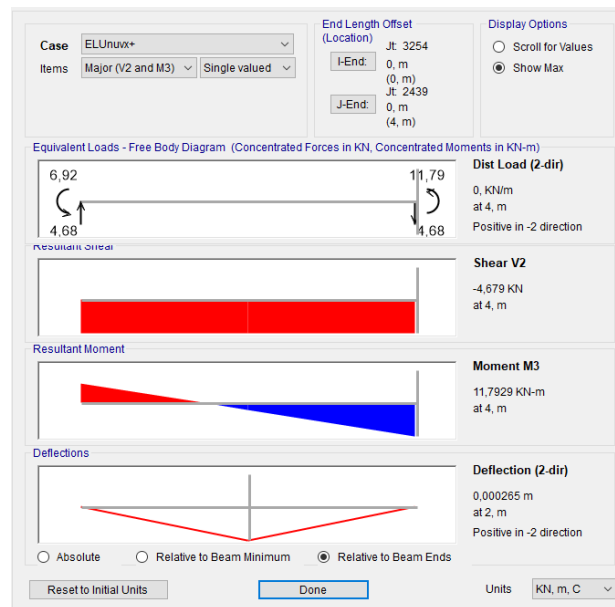 Case ELUnuvx+
Items Major (V2 and M3) Single valued
End Length Offset
(Location)
Jt: 3254
I-End: 0, m
(0, m)
Jt: 2439
J-End: 0, m
(4, m)
Display Options
Scroll for Values
Show Max
Equivalent Loads - Free Body Diagram (Concentrated Forces in KN, Concentrated Moments in KN-m)
6,92 11,79
4,68 4,68
Dist Load (2-dir)
0, KN/m
at 4, m
Positive in -2 direction
Resultant Shear
Shear V2
-4,679 KN
at 4, m
Resultant Moment
Moment M3
11,7929 KN-m
at 4, m
Deflections
Deflection (2-dir)
0,000265 m
at 2, m
Positive in -2 direction
Absolute Relative to Beam Minimum Relative to Beam Ends
Reset to Initial Units Done Units KN, m, C